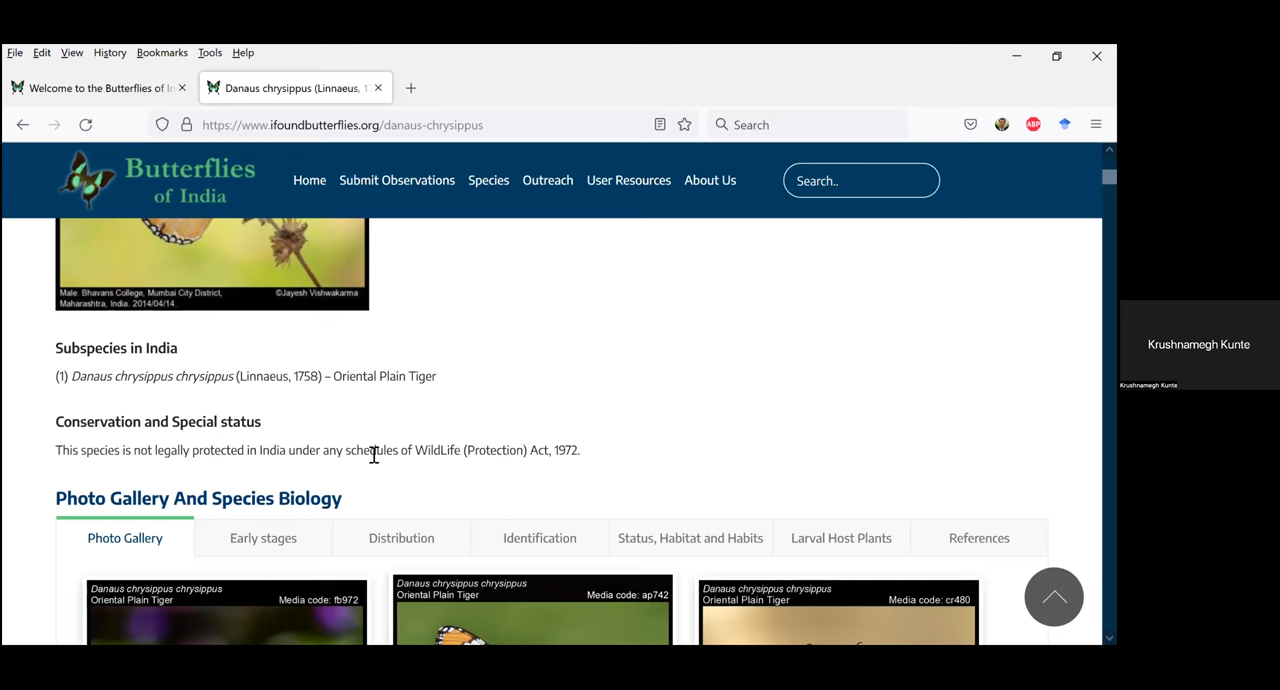 File Edit View History Bookmarks Tools Help
Welcome to the Butterflies of In
Danaus chrysippus (Linnaeus, 17
https://www.ifoundbutterflies.org/danaus-chrysippus
Search
ABP
Butterflies
of India
Home Submit Observations Species Outreach User Resources About Us
Search..
Male. Bhavans College, Mumbai City District,
Maharashtra, India. 2014/04/14.
©Jayesh Vishwakarma
Subspecies in India
(1) Danaus chrysippus chrysippus (Linnaeus, 1758) – Oriental Plain Tiger
Conservation and Special status
This species is not legally protected in India under any schedules of WildLife (Protection) Act, 1972.
Photo Gallery And Species Biology
Photo Gallery Early stages Distribution Identification Status, Habitat and Habits Larval Host Plants References
Danaus chrysippus chrysippus
Oriental Plain Tiger Media code: fb972
Danaus chrysippus chrysippus
Oriental Plain Tiger Media code: ap742
Danaus chrysippus chrysippus
Oriental Plain Tiger Media code: cr480
Krushnamegh Kunte
Krushnamegh Kunte